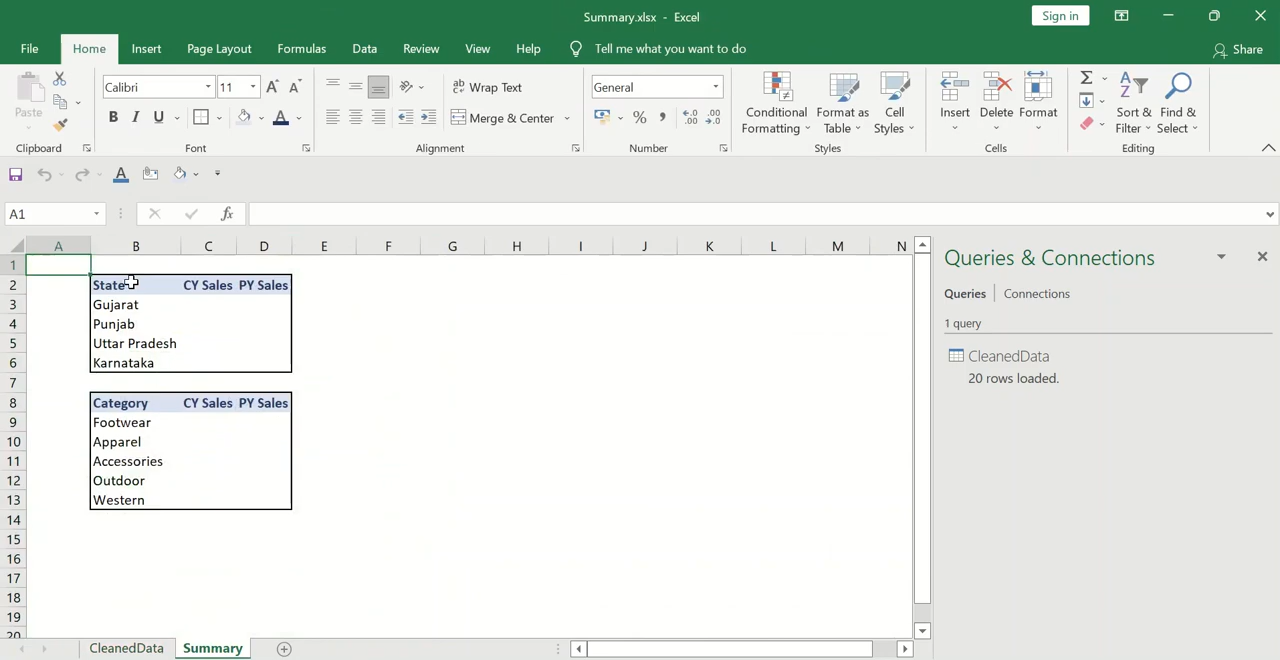 Summary.xlsx - Excel
Sign in
File Home Insert Page Layout Formulas Data Review View Help Tell me what you want to do Share
Paste
Calibri 11
B I U
Wrap Text
Merge & Center
General
%
Conditional Formatting
Format as Table
Cell Styles
Insert Delete Format
Sort & Filter
Find & Select
Clipboard Font Alignment Number Styles Cells Editing
A1
fx
A B C D E F G H I J K L M N
1
2 State CY Sales PY Sales
3 Gujarat
4 Punjab
5 Uttar Pradesh
6 Karnataka
7
8 Category CY Sales PY Sales
9 Footwear
10 Apparel
11 Accessories
12 Outdoor
13 Western
14
15
16
17
18
19
20
Queries & Connections
Queries Connections
1 query
CleanedData
20 rows loaded.
CleanedData Summary